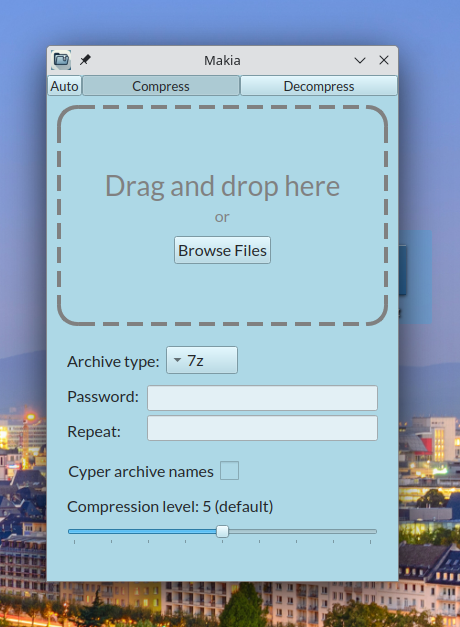 Makia
Auto Compress Decompress
Drag and drop here
or
Browse Files
Archive type: 7z
Password:
Repeat:
Cyper archive names
Compression level: 5 (default)